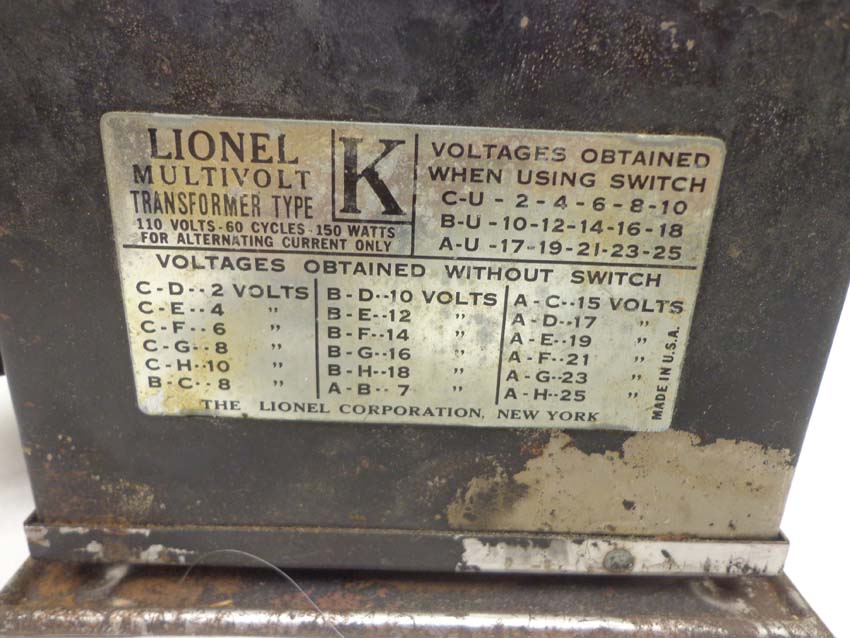 LIONEL
MULTIVOLT
TRANSFORMER TYPE
K
110 VOLTS-60 CYCLES-150 WATTS
FOR ALTERNATING CURRENT ONLY
VOLTAGES OBTAINED
WHEN USING SWITCH
C-U - 2-4-6-8-10
B-U -10-12-14-16-18
A-U -17-19-21-23-25
VOLTAGES OBTAINED WITHOUT SWITCH
C-D--2 VOLTS
C-E--4 "
C-F--6 "
C-G--8 "
C-H--10 "
B-C--8 "
B-D--10 VOLTS
B-E--12 "
B-F--14 "
B-G--16 "
B-H--18 "
A-B--7 "
A-C--15 VOLTS
A-D--17 "
A-E--19 "
A-F--21 "
A-G--23 "
A-H--25 "
MADE IN U.S.A.
THE LIONEL CORPORATION, NEW YORK